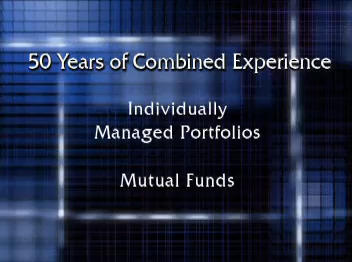 50 Years of Combined Experience
Individually
Managed Portfolios
Mutual Funds